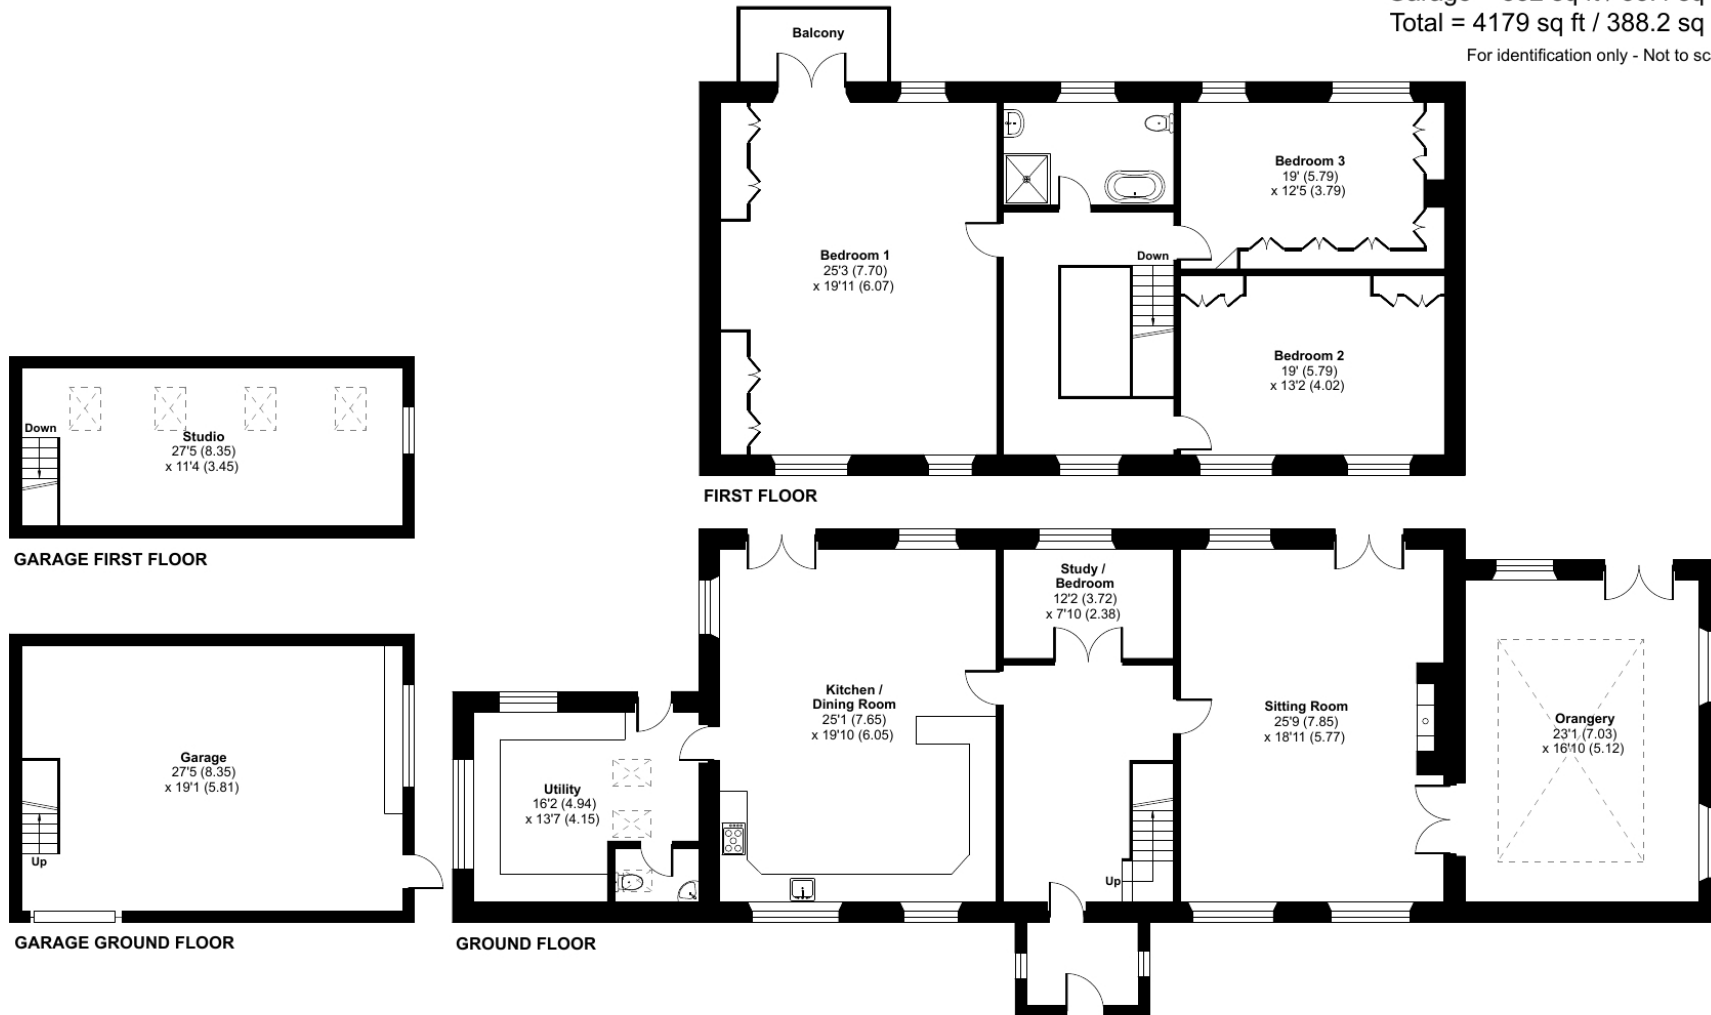 Total = 4179 sq ft / 388.2 sq
For identification only - Not to sc
Balcony
Bedroom 1
25'3 (7.70)
x 19'11 (6.07)
Down
Bedroom 3
19' (5.79)
x 12'5 (3.79)
Bedroom 2
19' (5.79)
x 13'2 (4.02)
FIRST FLOOR
Down
Studio
27'5 (8.35)
x 11'4 (3.45)
GARAGE FIRST FLOOR
Garage
27'5 (8.35)
x 19'1 (5.81)
Up
GARAGE GROUND FLOOR
Utility
16'2 (4.94)
x 13'7 (4.15)
Kitchen /
Dining Room
25'1 (7.65)
x 19'10 (6.05)
Study /
Bedroom
12'2 (3.72)
x 7'10 (2.38)
Up
Sitting Room
25'9 (7.85)
x 18'11 (5.77)
Orangery
23'1 (7.03)
x 16'10 (5.12)
GROUND FLOOR